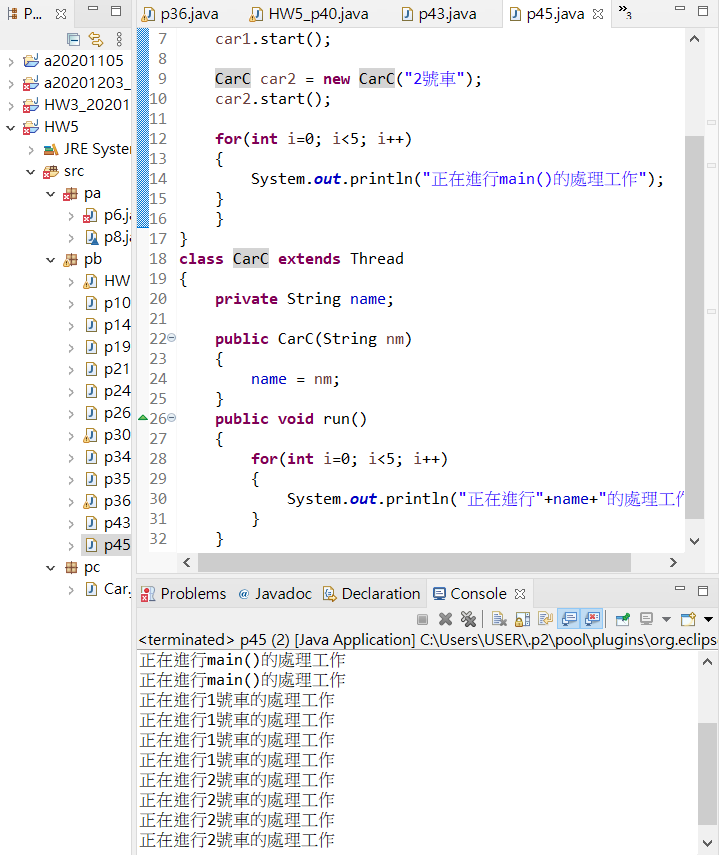 P...
p36.java
HW5_p40.java
p43.java
p45.java
»3
a20201105
a20201203_
HW3_20201
HW5
JRE System
src
pa
p6.ja
p8.ja
pb
HW
p10
p14
p19
p21
p24
p26
p30
p34
p35
p36
p43
p45
pc
Car.
7 car1.start();
8
9 CarC car2 = new CarC("2號車");
10 car2.start();
11
12 for(int i=0; i<5; i++)
13 {
14 System.out.println("正在進行main()的處理工作");
15 }
16 }
17 }
18 class CarC extends Thread
19 {
20 private String name;
21
22 public CarC(String nm)
23 {
24 name = nm;
25 }
26 public void run()
27 {
28 for(int i=0; i<5; i++)
29 {
30 System.out.println("正在進行"+name+"的處理工作
31 }
32 }
Problems @ Javadoc Declaration Console
<terminated> p45 (2) [Java Application] C:\Users\USER\.p2\pool\plugins\org.eclips
正在進行main()的處理工作
正在進行main()的處理工作
正在進行1號車的處理工作
正在進行1號車的處理工作
正在進行1號車的處理工作
正在進行1號車的處理工作
正在進行2號車的處理工作
正在進行2號車的處理工作
正在進行2號車的處理工作
正在進行2號車的處理工作